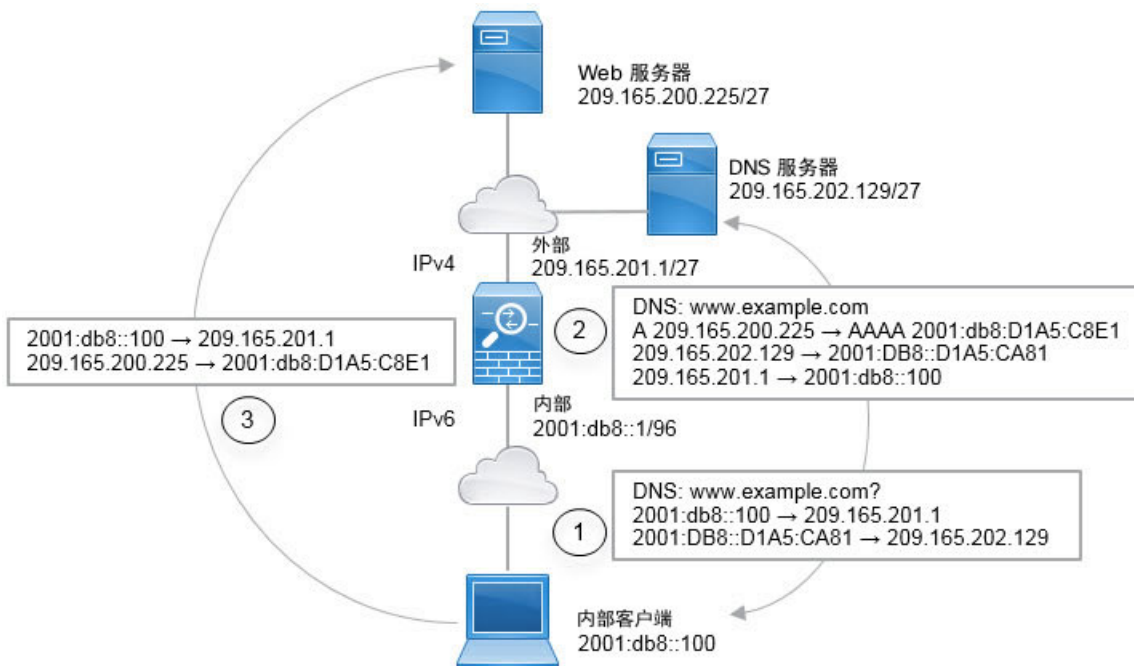 Web 服务器
209.165.200.225/27
DNS 服务器
209.165.202.129/27
外部
IPv4
209.165.201.1/27
2001:db8::100 → 209.165.201.1
209.165.200.225 → 2001:db8:D1A5:C8E1
2
DNS: www.example.com
A 209.165.200.225 → AAAA 2001:db8:D1A5:C8E1
209.165.202.129 → 2001:DB8::D1A5:CA81
209.165.201.1 → 2001:db8::100
3
IPv6
内部
2001:db8::1/96
1
DNS: www.example.com?
2001:db8::100 → 209.165.201.1
2001:DB8::D1A5:CA81 → 209.165.202.129
内部客户端
2001:db8::100